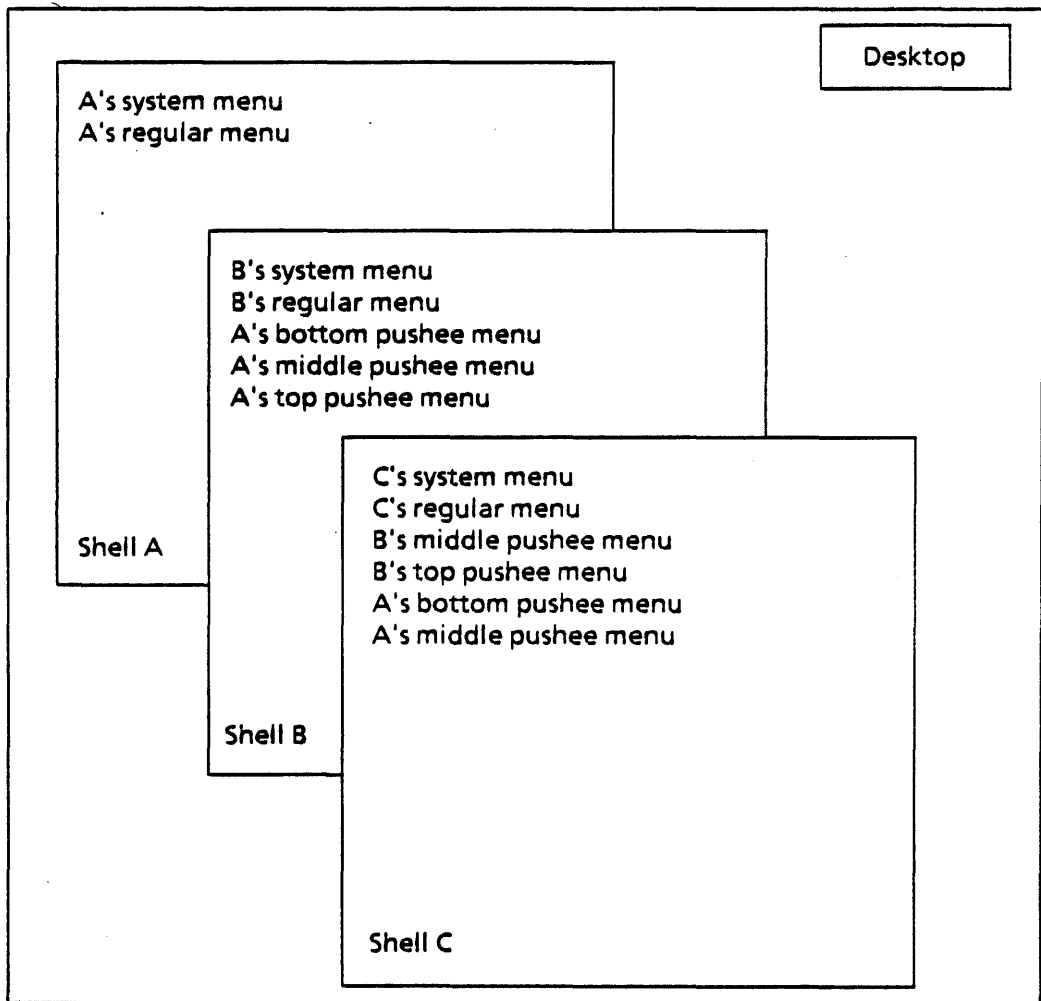 Desktop
A's system menu
A's regular menu
Shell A
B's system menu
B's regular menu
A's bottom pushee menu
A's middle pushee menu
A's top pushee menu
Shell B
C's system menu
C's regular menu
B's middle pushee menu
B's top pushee menu
A's bottom pushee menu
A's middle pushee menu
Shell C